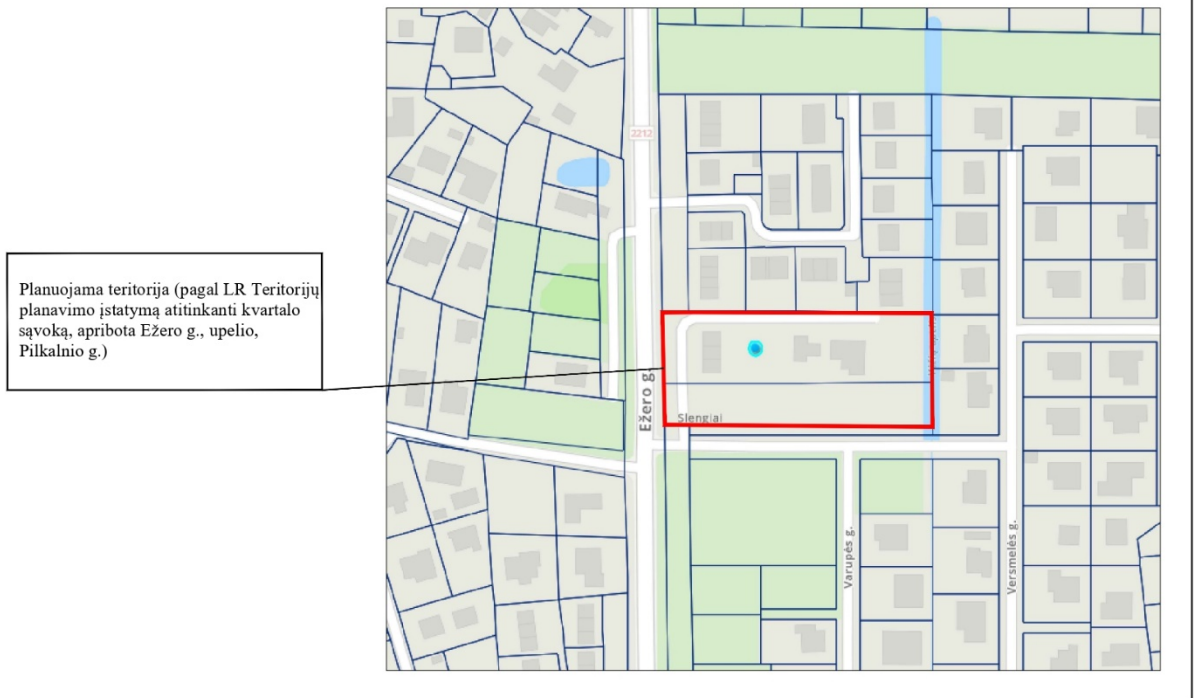 2212
Planuojama teritorija (pagal LR Teritorijų
planavimo įstatymą atitinkanti kvartalo
sąvoką, apribota Ežero g., upelio,
Pilkalnio g.)
Ežero g.
Slengiai
Varupės g.
Versmelės g.